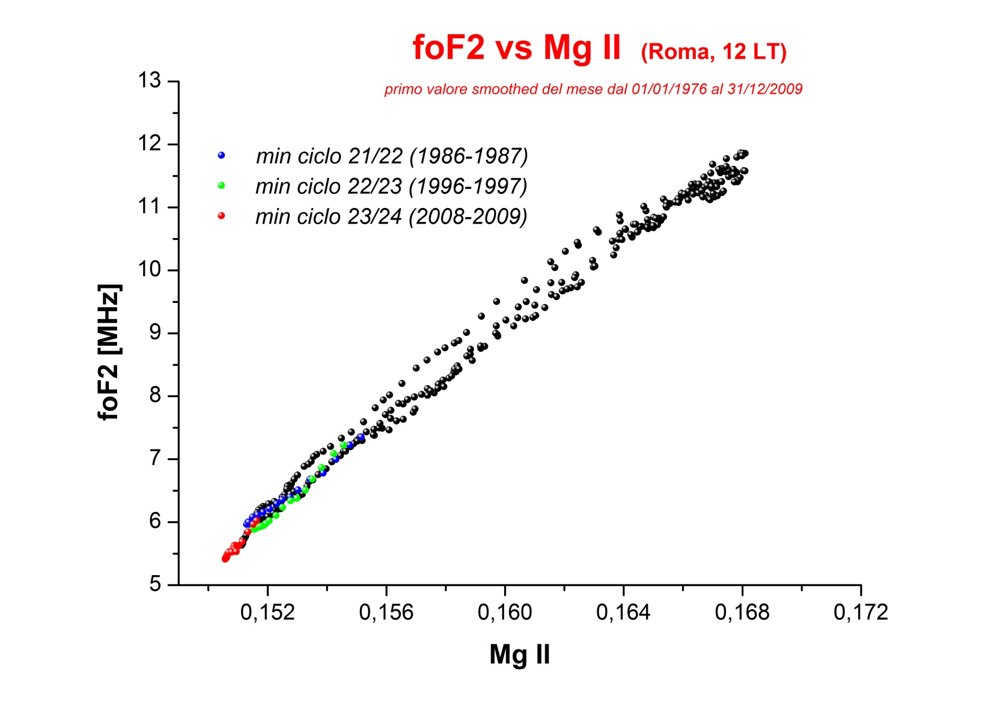 foF2 vs Mg II (Roma, 12 LT)
primo valore smoothed del mese dal 01/01/1976 al 31/12/2009
13
12
11
10
9
8
7
6
5
foF2 [MHz]
min ciclo 21/22 (1986-1987)
min ciclo 22/23 (1996-1997)
min ciclo 23/24 (2008-2009)
0,152 0,156 0,160 0,164 0,168 0,172
Mg II